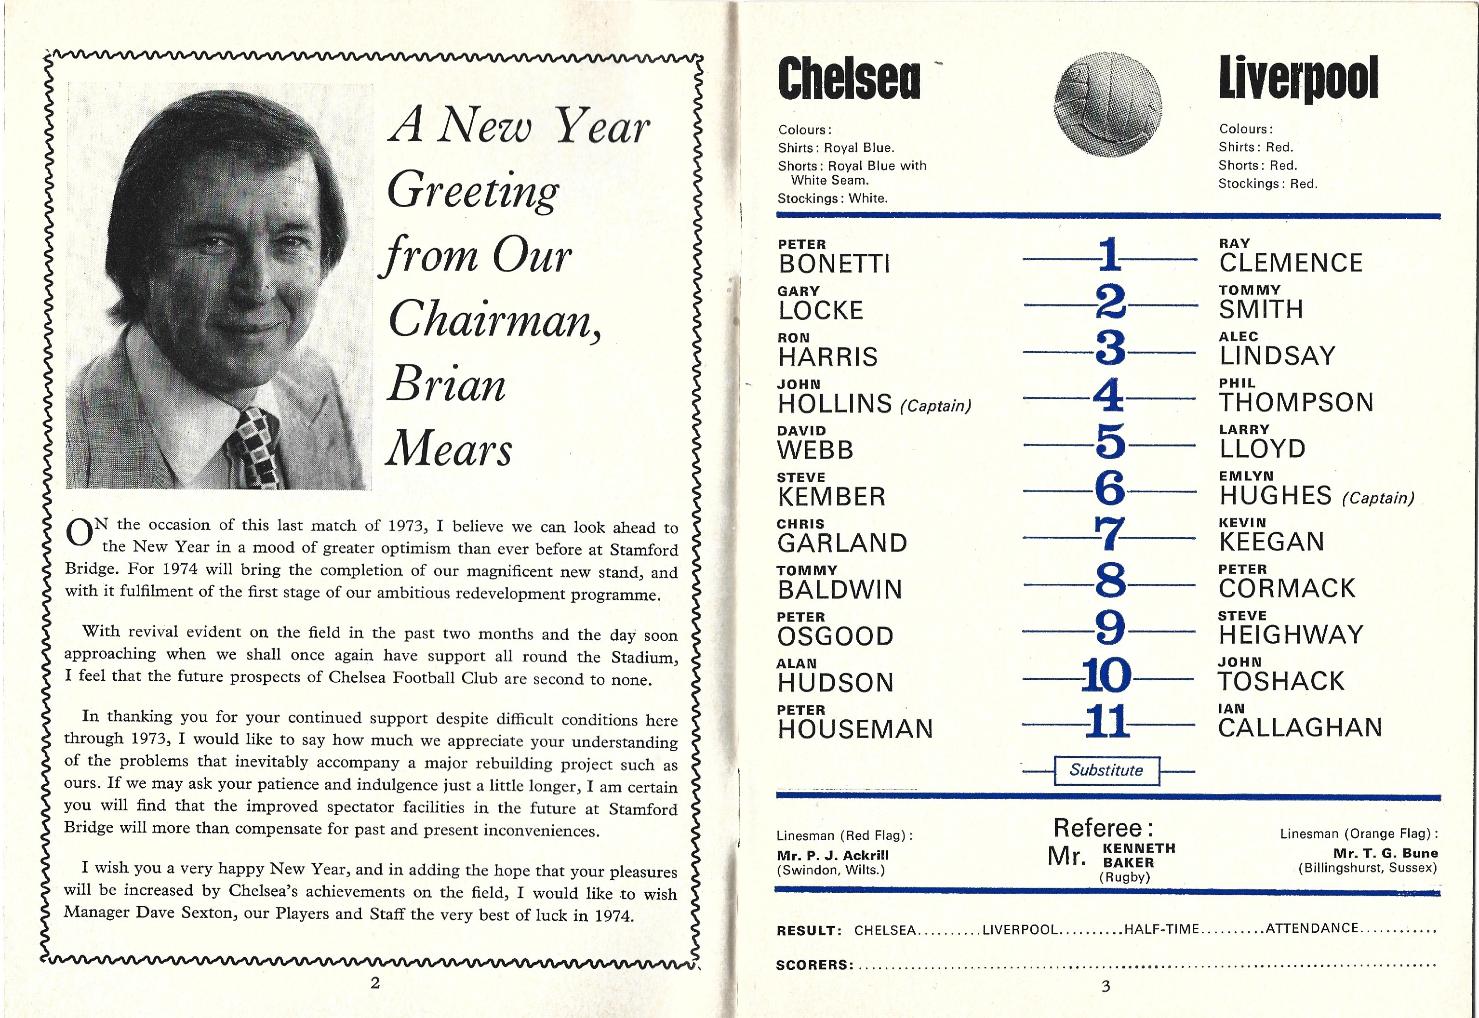 A New Year
Greeting
from Our
Chairman,
Brian
Mears
ON the occasion of this last match of 1973, I believe we can look ahead to
the New Year in a mood of greater optimism than ever before at Stamford
Bridge. For 1974 will bring the completion of our magnificent new stand, and
with it fulfilment of the first stage of our ambitious redevelopment programme.
With revival evident on the field in the past two months and the day soon
approaching when we shall once again have support all round the Stadium,
I feel that the future prospects of Chelsea Football Club are second to none.
In thanking you for your continued support despite difficult conditions here
through 1973, I would like to say how much we appreciate your understanding
of the problems that inevitably accompany a major rebuilding project such as
ours. If we may ask your patience and indulgence just a little longer, I am certain
you will find that the improved spectator facilities in the future at Stamford
Bridge will more than compensate for past and present inconveniences.
I wish you a very happy New Year, and in adding the hope that your pleasures
will be increased by Chelsea's achievements on the field, I would like to wish
Manager Dave Sexton, our Players and Staff the very best of luck in 1974.
2
Chelsea Liverpool
Colours: Colours:
Shirts: Royal Blue. Shirts: Red.
Shorts: Royal Blue with Shorts: Red.
White Seam. Stockings: Red.
Stockings: White.
PETER RAY
BONETTI 1 CLEMENCE
GARY TOMMY
LOCKE 2 SMITH
RON ALEC
HARRIS 3 LINDSAY
JOHN PHIL
HOLLINS (Captain) 4 THOMPSON
DAVID LARRY
WEBB 5 LLOYD
STEVE EMLYN
KEMBER 6 HUGHES (Captain)
CHRIS KEVIN
GARLAND 7 KEEGAN
TOMMY PETER
BALDWIN 8 CORMACK
PETER STEVE
OSGOOD 9 HEIGHWAY
ALAN JOHN
HUDSON 10 TOSHACK
PETER IAN
HOUSEMAN 11 CALLAGHAN
Substitute
Linesman (Red Flag):
Mr. P. J. Ackrill
(Swindon, Wilts.)
Referee:
Mr. KENNETH
BAKER
(Rugby)
Linesman (Orange Flag):
Mr. T. G. Bune
(Billingshurst, Sussex)
RESULT: CHELSEA..........LIVERPOOL..........HALF-TIME..........ATTENDANCE............
SCORERS:..........................................................................................
3